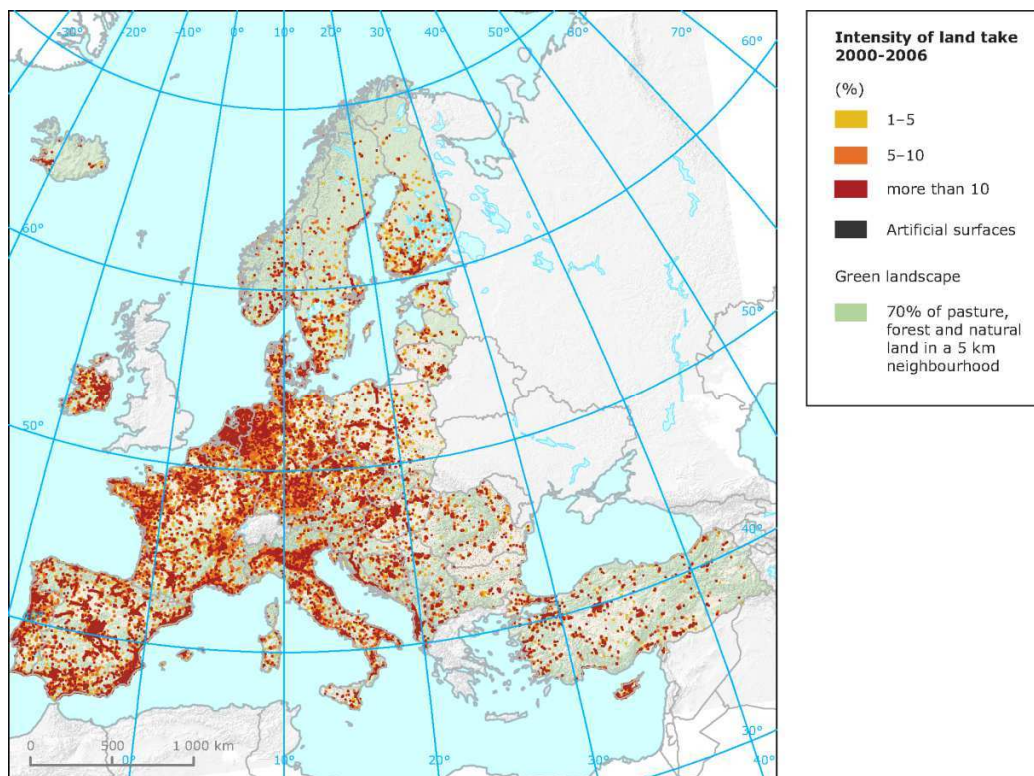 -30° -20° -10° 0° 10° 20° 30° 40° 50° 60° 70°
60°
60°
50°
50°
40°
40°
30°
0 500 1 000 km
0° 10° 20° 30° 40°
Intensity of land take
2000-2006
(%)
1–5
5–10
more than 10
Artificial surfaces
Green landscape
70% of pasture,
forest and natural
land in a 5 km
neighbourhood